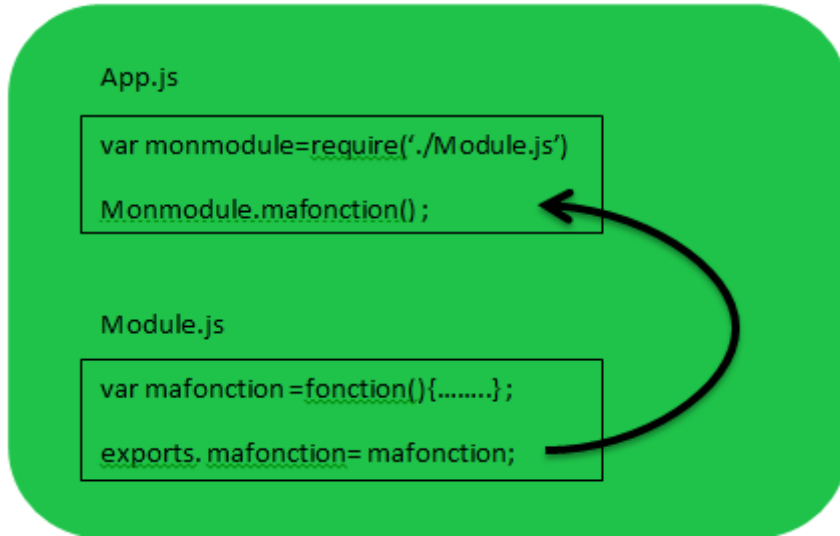 App.js
var monmodule=require(‘./Module.js’)
Monmodule.mafonction() ;
Module.js
var mafonction =fonction(){........} ;
exports. mafonction= mafonction;